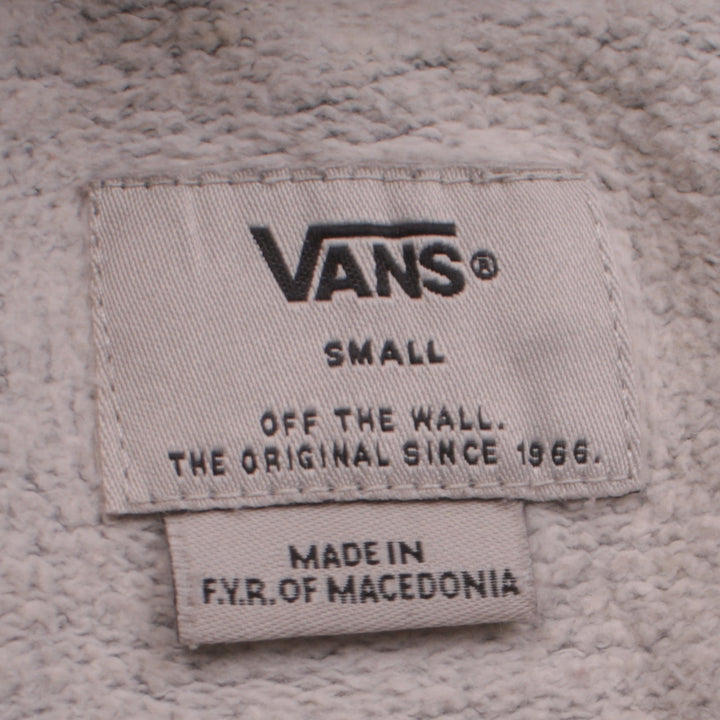 VANS®
SMALL
OFF THE WALL.
THE ORIGINAL SINCE 1966.
MADE IN
F.Y.R. OF MACEDONIA